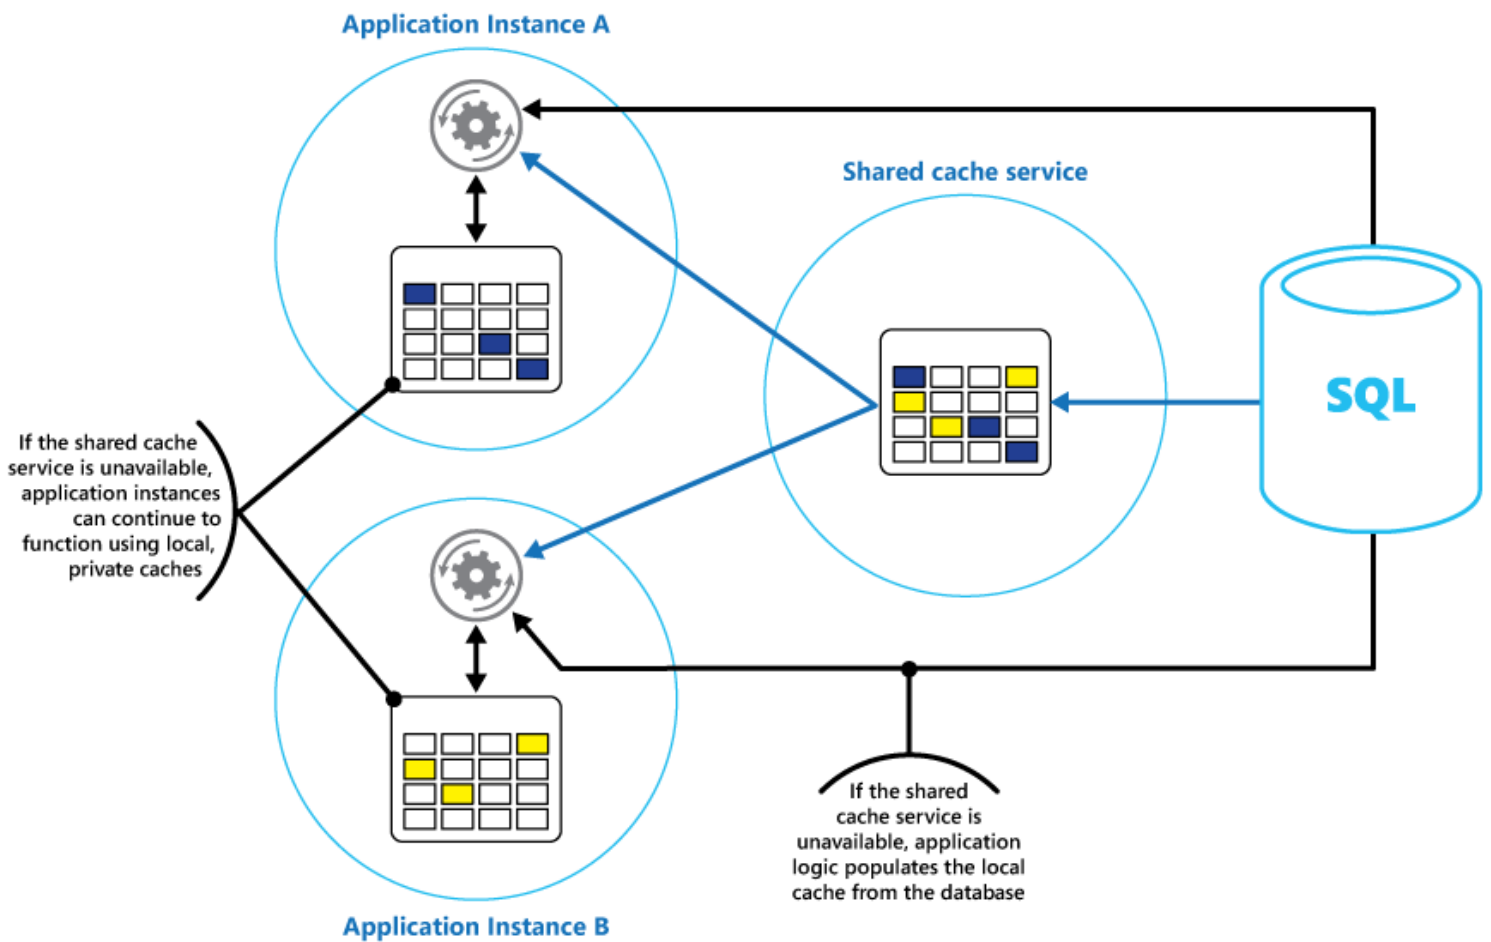 Application Instance A
Shared cache service
SQL
If the shared cache
service is unavailable,
application instances
can continue to
function using local,
private caches
If the shared
cache service is
unavailable, application
logic populates the local
cache from the database
Application Instance B